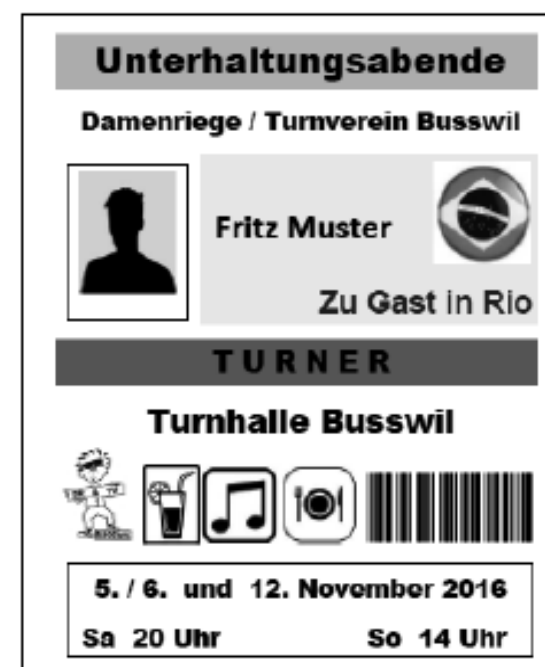 Unterhaltungsabende
Damenriege / Turnverein Busswil
Fritz Muster
Zu Gast in Rio
TURNER
Turnhalle Busswil
5. / 6. und 12. November 2016
Sa 20 Uhr So 14 Uhr